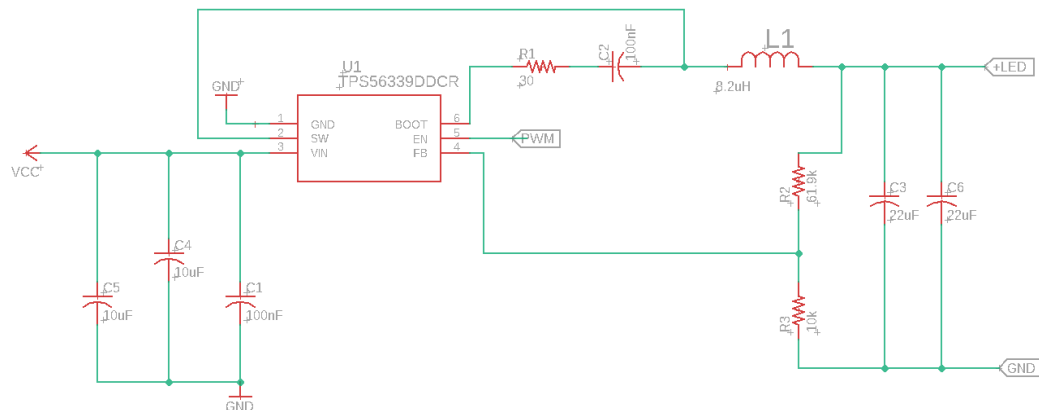 L1
C2
100nF
R1
30
U1
TPS56339DDCR
8.2uH
+LED
GND
1
GND
BOOT
6
2
SW
EN
5
PWM
3
VIN
FB
4
VCC
R2
61.9k
C3
22uF
C6
22uF
C4
10uF
C5
10uF
C1
100nF
R3
10k
GND
GND